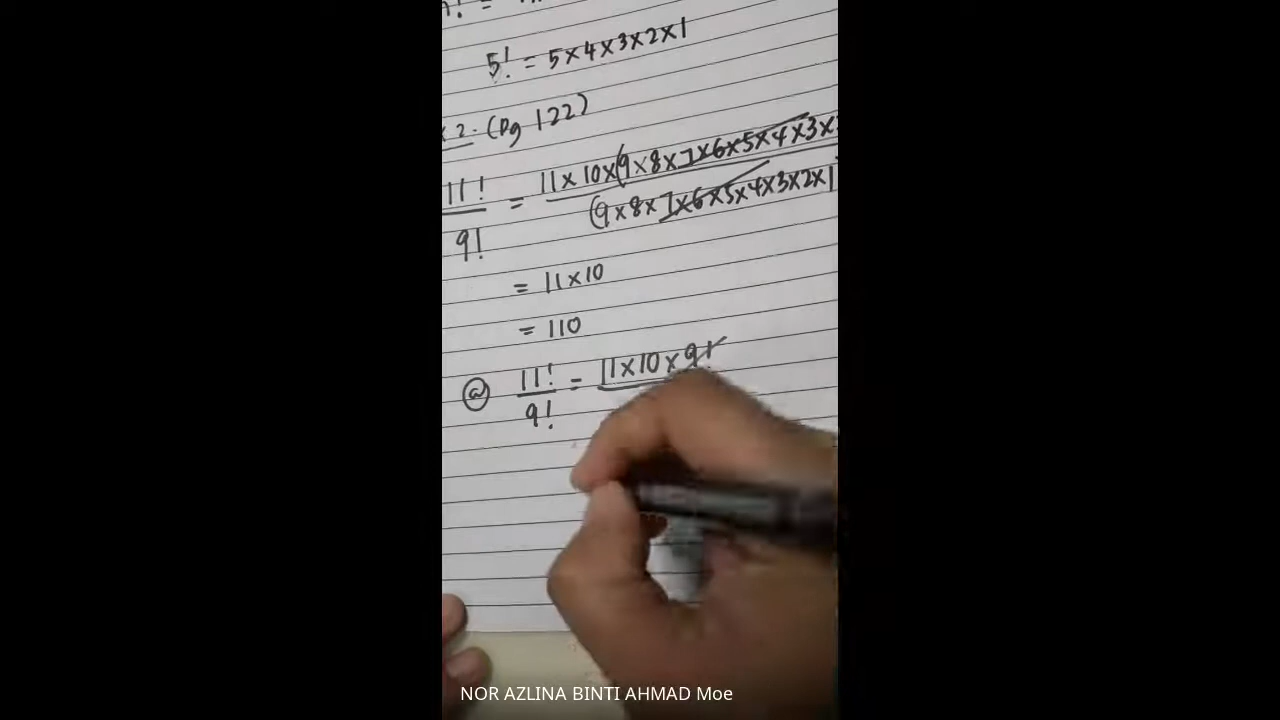 5! = 5×4×3×2×1
2. (Pg 122)
11! / 9! = 11×10×(9×8×7×6×5×4×3× / (9×8×7×6×5×4×3×2×1
= 11×10
= 110
@ 11! / 9! = 11×10×9!
NOR AZLINA BINTI AHMAD Moe